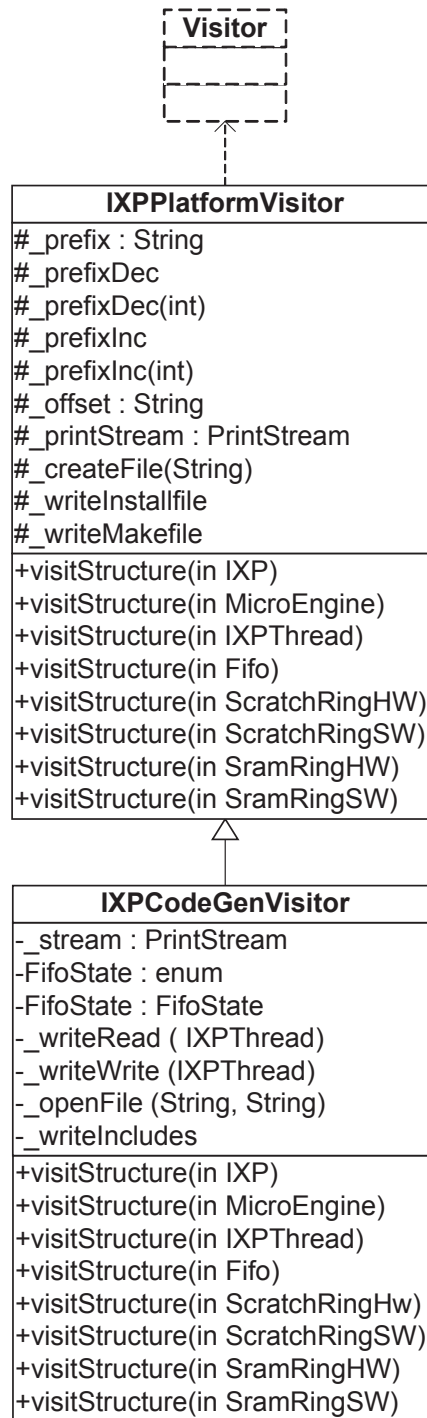 Visitor
IXPPlatformVisitor
#_prefix : String
#_prefixDec
#_prefixDec(int)
#_prefixInc
#_prefixInc(int)
#_offset : String
#_printStream : PrintStream
#_createFile(String)
#_writeInstallfile
#_writeMakefile
+visitStructure(in IXP)
+visitStructure(in MicroEngine)
+visitStructure(in IXPThread)
+visitStructure(in Fifo)
+visitStructure(in ScratchRingHW)
+visitStructure(in ScratchRingSW)
+visitStructure(in SramRingHW)
+visitStructure(in SramRingSW)
IXPCodeGenVisitor
-_stream : PrintStream
-FifoState : enum
-FifoState : FifoState
-_writeRead ( IXPThread)
-_writeWrite (IXPThread)
-_openFile (String, String)
-_writeIncludes
+visitStructure(in IXP)
+visitStructure(in MicroEngine)
+visitStructure(in IXPThread)
+visitStructure(in Fifo)
+visitStructure(in ScratchRingHw)
+visitStructure(in ScratchRingSW)
+visitStructure(in SramRingHW)
+visitStructure(in SramRingSW)